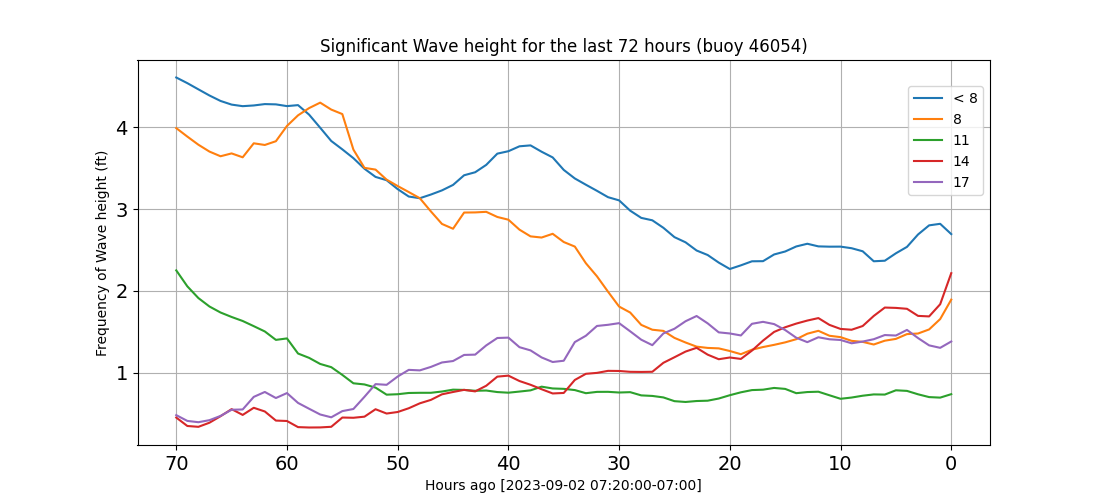 Significant Wave height for the last 72 hours (buoy 46054)
Frequency of Wave height (ft)
4
3
2
1
< 8
8
11
14
17
70 60 50 40 30 20 10 0
Hours ago [2023-09-02 07:20:00-07:00]